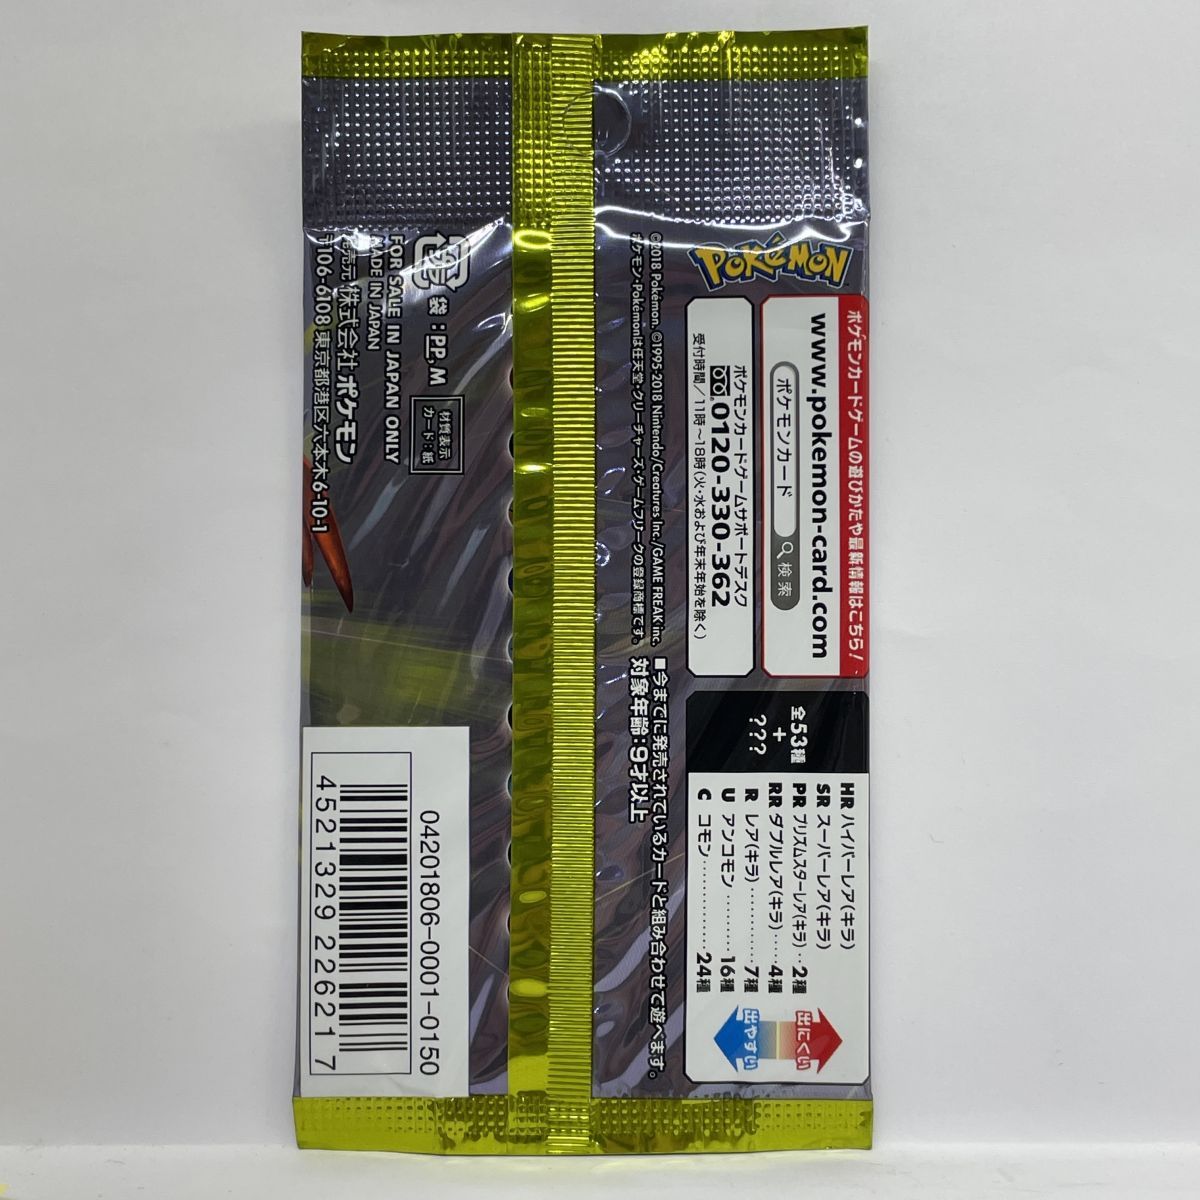 POKÉMON
ポケモンカードゲームの遊びかたや最新情報はこちら!
www.pokemon-card.com
ポケモンカード 検索
ポケモンカードゲームサポートデスク
0120-330-362
受付時間/11時~18時(火・水および年末年始を除く)
全53種
+
???
HR ハイパーレア(キラ)
SR スーパーレア(キラ)
PR プリズムスターレア(キラ)‥2種
RR ダブルレア(キラ)‥‥4種
R レア(キラ)‥‥‥‥‥7種
U アンコモン‥‥‥‥16種
C コモン‥‥‥‥‥‥24種
出にくい
出やすい
©2018 Pokémon. ©1995-2018 Nintendo/Creatures Inc./GAME FREAK inc.
ポケモン・Pokémonは任天堂・クリーチャーズ・ゲームフリークの登録商標です。
■今までに発売されているカードと組み合わせて遊べます。
対象年齢:9才以上
袋:PP,M
材質表示
カード:紙
FOR SALE IN JAPAN ONLY
MADE IN JAPAN
発売元 株式会社ポケモン
〒106-6108 東京都港区六本木6-10-1
04201806-0001-0150
4521329226217